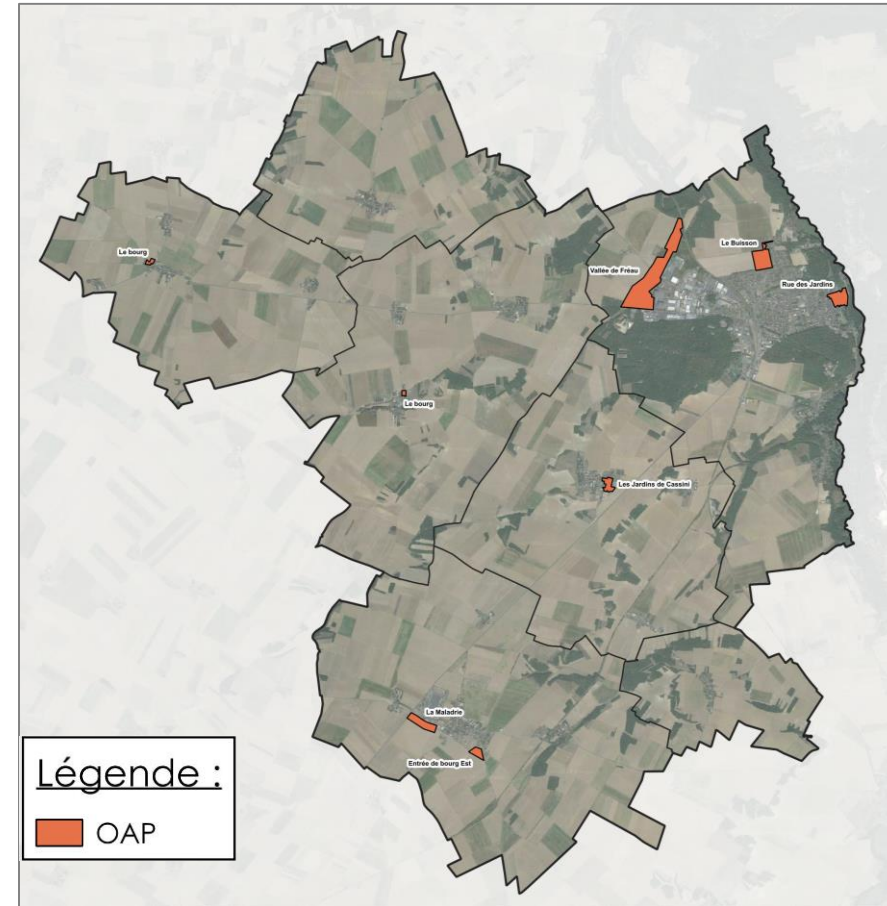 Le Buisson
Le bourg
Vallée de Fréau
Rue des Jardins
Le bourg
Les Jardins de Cassini
La Maladrie
Entrée de bourg Est
Légende :
OAP